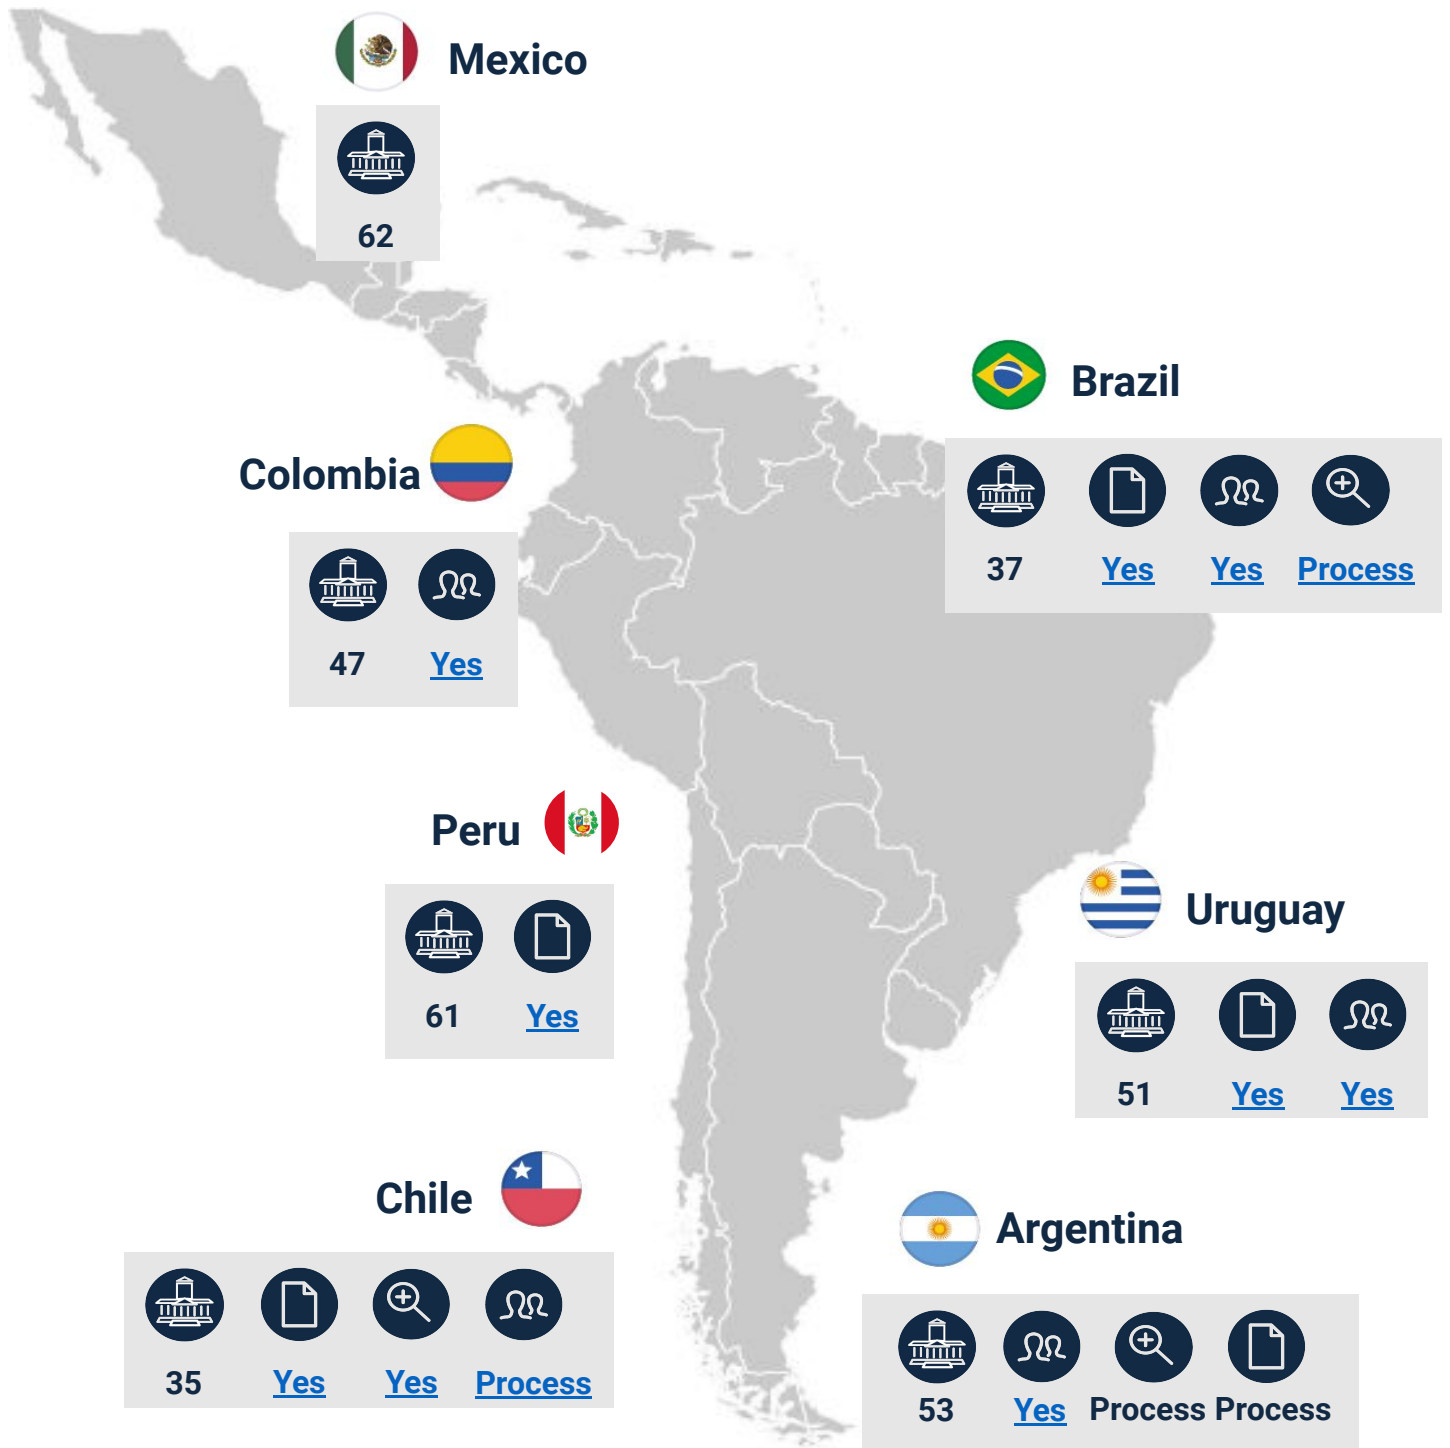 Mexico
62
Brazil
37 Yes Yes Process
Colombia
47 Yes
Peru
61 Yes
Uruguay
51 Yes Yes
Chile
35 Yes Yes Process
Argentina
53 Yes Process Process